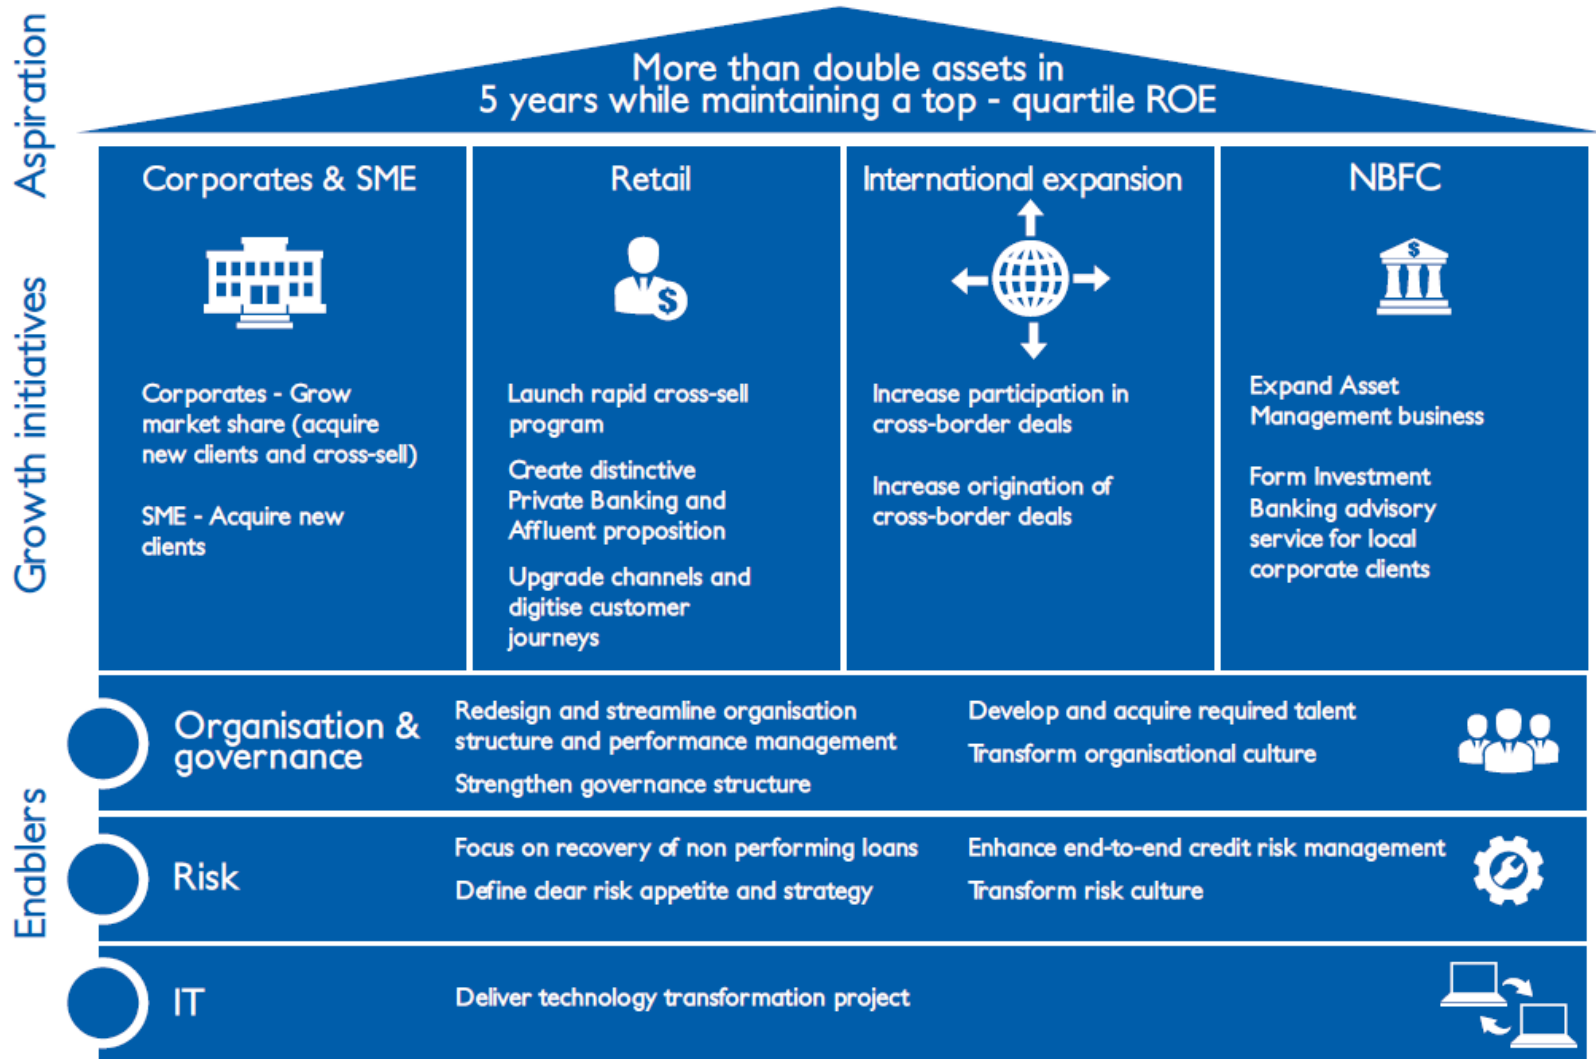 Aspiration
More than double assets in
5 years while maintaining a top - quartile ROE
Growth initiatives
Corporates & SME
Corporates - Grow
market share (acquire
new clients and cross-sell)
SME - Acquire new
clients
Retail
$
Launch rapid cross-sell
program
Create distinctive
Private Banking and
Affluent proposition
Upgrade channels and
digitise customer
journeys
International expansion
Increase participation in
cross-border deals
Increase origination of
cross-border deals
NBFC
$
Expand Asset
Management business
Form Investment
Banking advisory
service for local
corporate clients
Enablers
Organisation &
governance
Redesign and streamline organisation
structure and performance management
Strengthen governance structure
Develop and acquire required talent
Transform organisational culture
Risk
Focus on recovery of non performing loans
Define clear risk appetite and strategy
Enhance end-to-end credit risk management
Transform risk culture
IT
Deliver technology transformation project